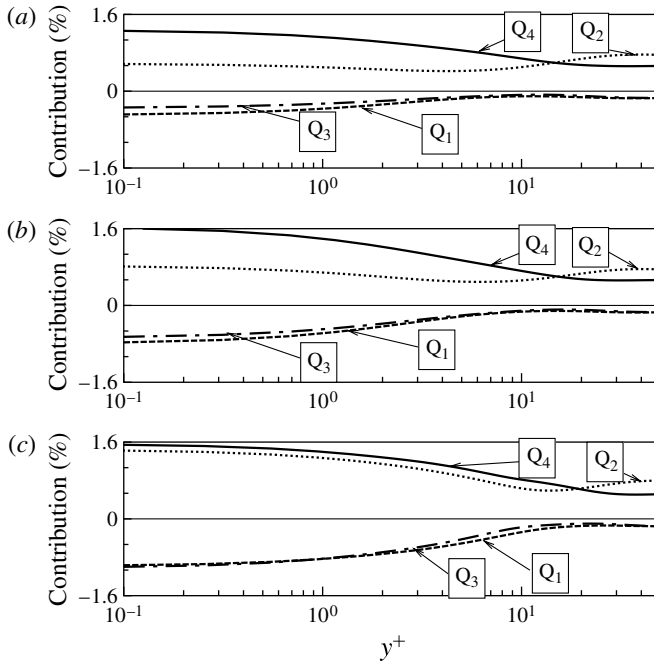 (a)
Contribution (%)
1.6
0
−1.6
Q4
Q2
Q3
Q1
10⁻¹ 10⁰ 10¹
(b)
Contribution (%)
1.6
0
−1.6
Q4
Q2
Q3
Q1
10⁻¹ 10⁰ 10¹
(c)
Contribution (%)
1.6
0
−1.6
Q4
Q2
Q3
Q1
10⁻¹ 10⁰ 10¹
y⁺